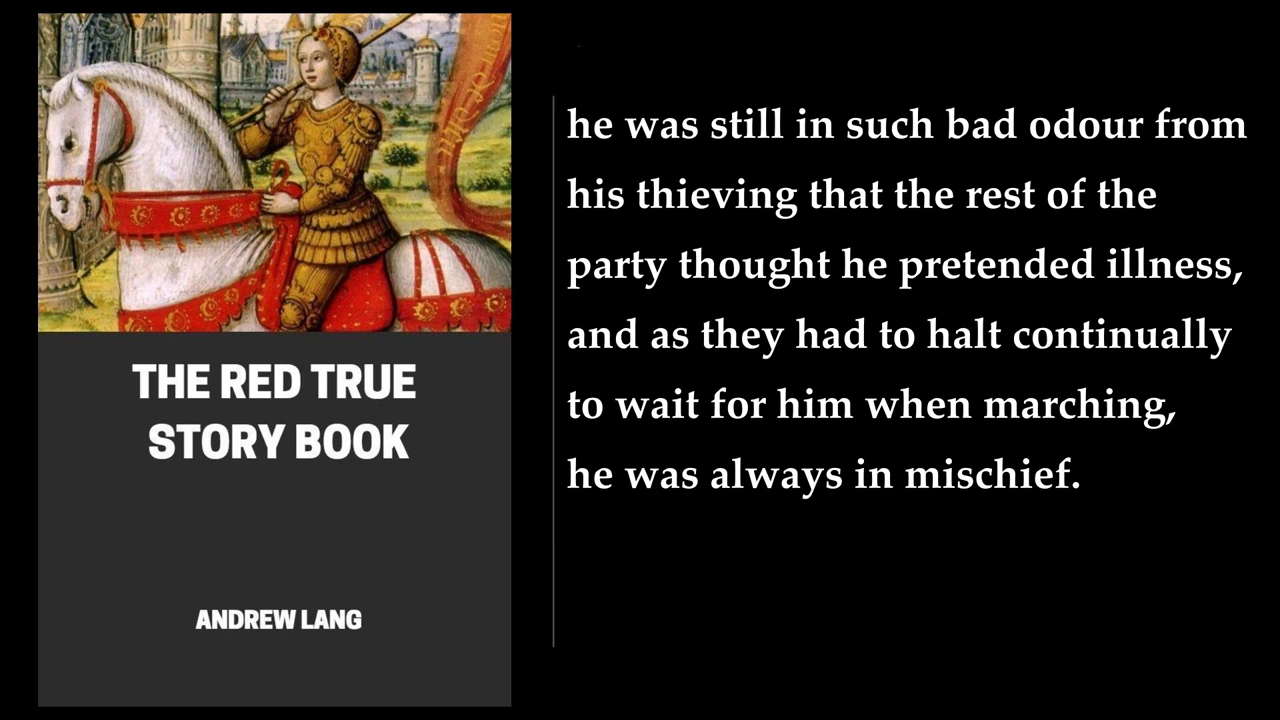 THE RED TRUE
STORY BOOK
ANDREW LANG
he was still in such bad odour from
his thieving that the rest of the
party thought he pretended illness,
and as they had to halt continually
to wait for him when marching,
he was always in mischief.